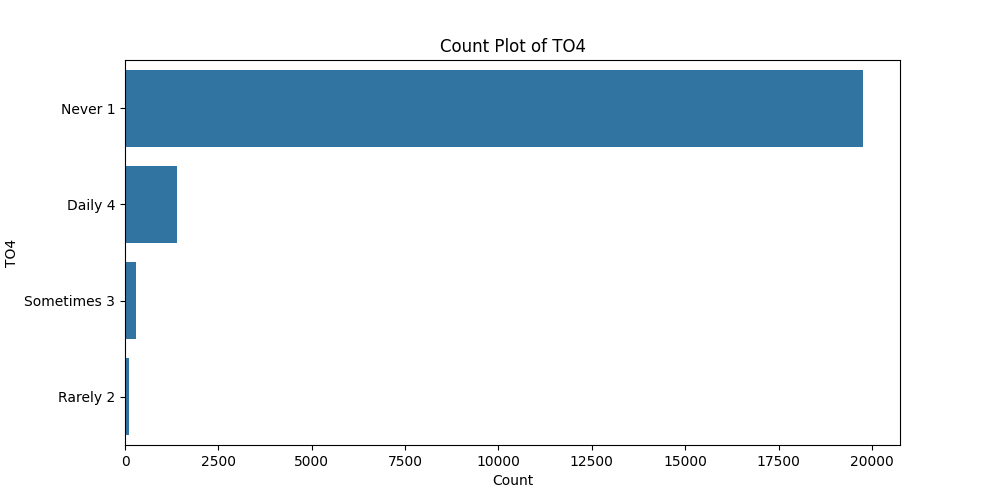 Count Plot of TO4
Never 1
Daily 4
Sometimes 3
Rarely 2
TO4
0 2500 5000 7500 10000 12500 15000 17500 20000
Count